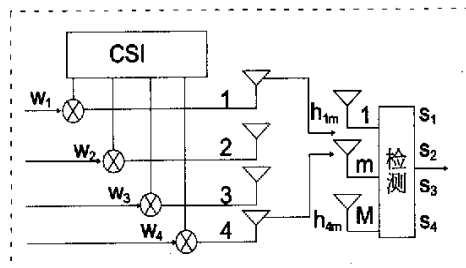 CSI
w₁
1
h₁ₘ
1
S₁
w₂
2
m
S₂
w₃
3
检测
S₃
w₄
4
h₄ₘ
M
S₄